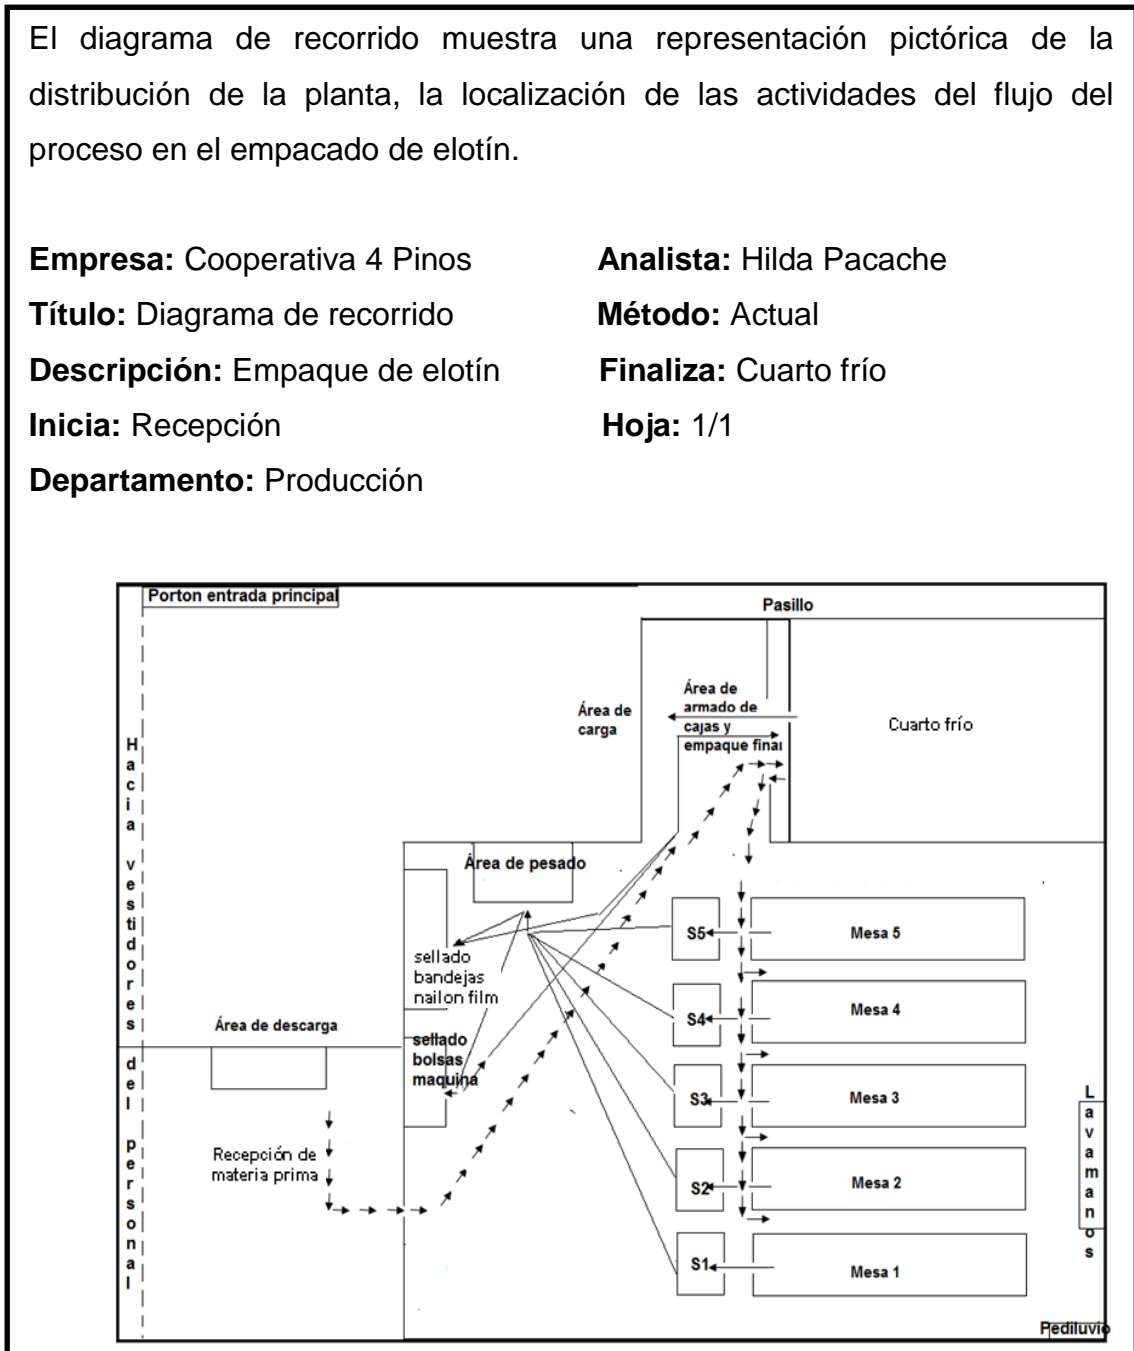 El diagrama de recorrido muestra una representación pictórica de la
distribución de la planta, la localización de las actividades del flujo del
proceso en el empacado de elotín.
Empresa: Cooperativa 4 Pinos Analista: Hilda Pacache
Título: Diagrama de recorrido Método: Actual
Descripción: Empaque de elotín Finaliza: Cuarto frío
Inicia: Recepción Hoja: 1/1
Departamento: Producción
Porton entrada principal
Pasillo
Hacia vestidores del personal
Área de
carga
Área de
armado de
cajas y
empaque final
Cuarto frío
Área de pesado
sellado
bandejas
nailon film
sellado
bolsas
maquina
Área de descarga
Recepción de
materia prima
S5
Mesa 5
S4
Mesa 4
S3
Mesa 3
S2
Mesa 2
S1
Mesa 1
Lavamanos
Pediluvio